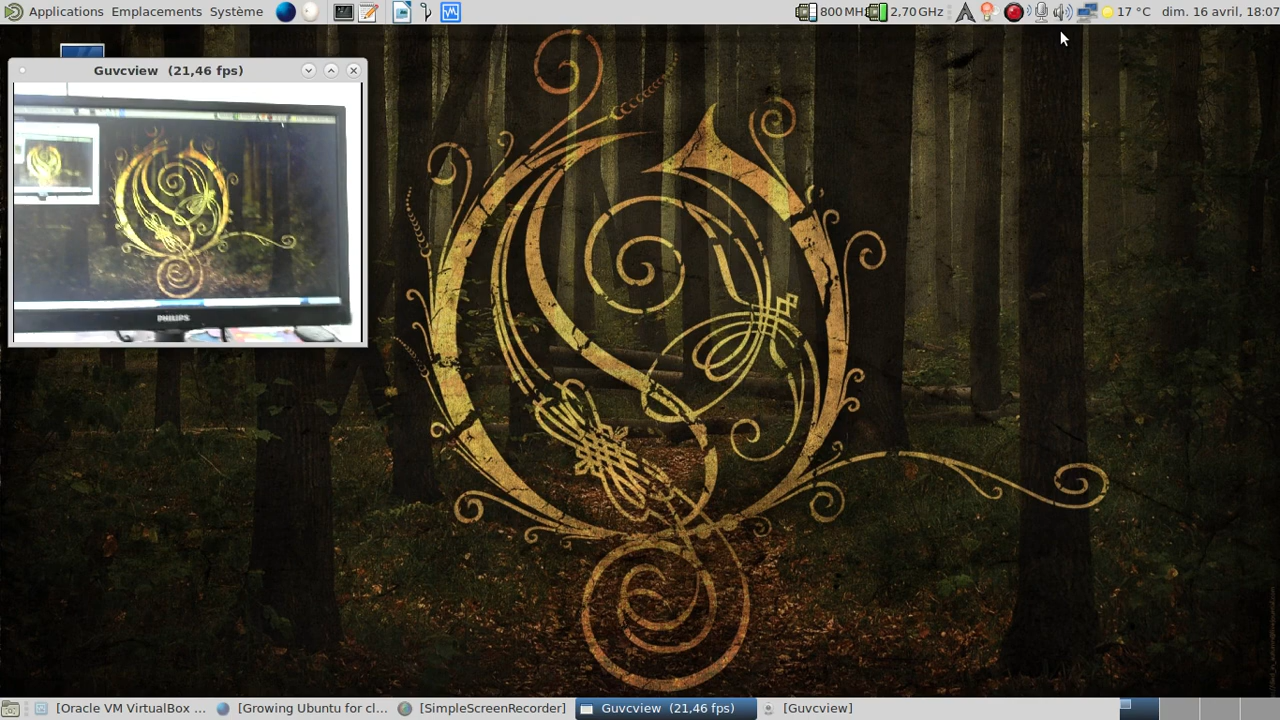 Applications Emplacements Système 800 MHz 2,70 GHz 17 °C dim. 16 avril, 18:07
Guvcview (21,46 fps)
PHILIPS
[Oracle VM VirtualBox ... [Growing Ubuntu for cl... [SimpleScreenRecorder] Guvcview (21,46 fps) [Guvcview]